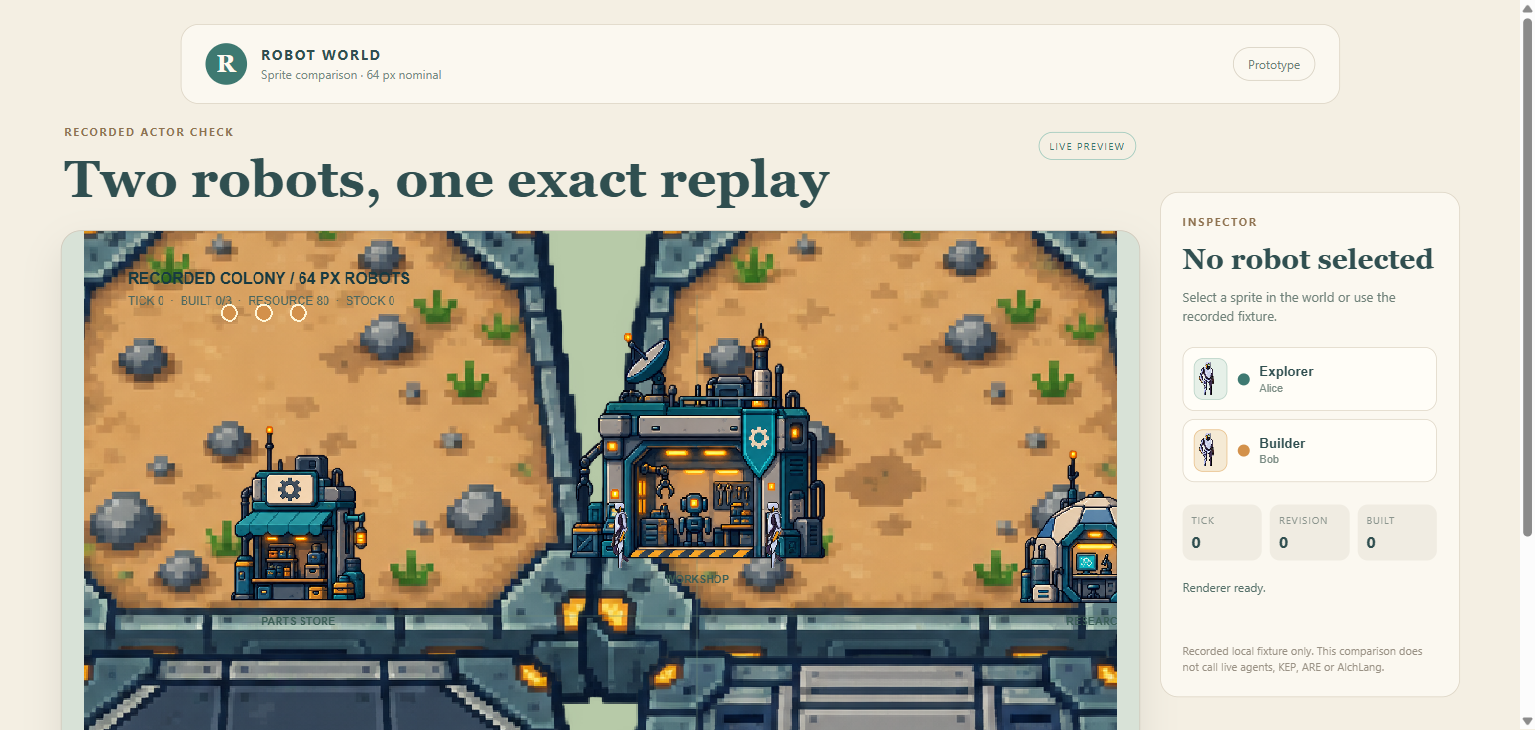 R
ROBOT WORLD
Sprite comparison · 64 px nominal
Prototype
RECORDED ACTOR CHECK
LIVE PREVIEW
Two robots, one exact replay
RECORDED COLONY / 64 PX ROBOTS
TICK 0 · BUILT 0/3 · RESOURCE 80 · STOCK 0
WORKSHOP
PARTS STORE
RESEARC
INSPECTOR
No robot selected
Select a sprite in the world or use the
recorded fixture.
Explorer
Alice
Builder
Bob
TICK
0
REVISION
0
BUILT
0
Renderer ready.
Recorded local fixture only. This comparison does
not call live agents, KEP, ARE or AlchLang.